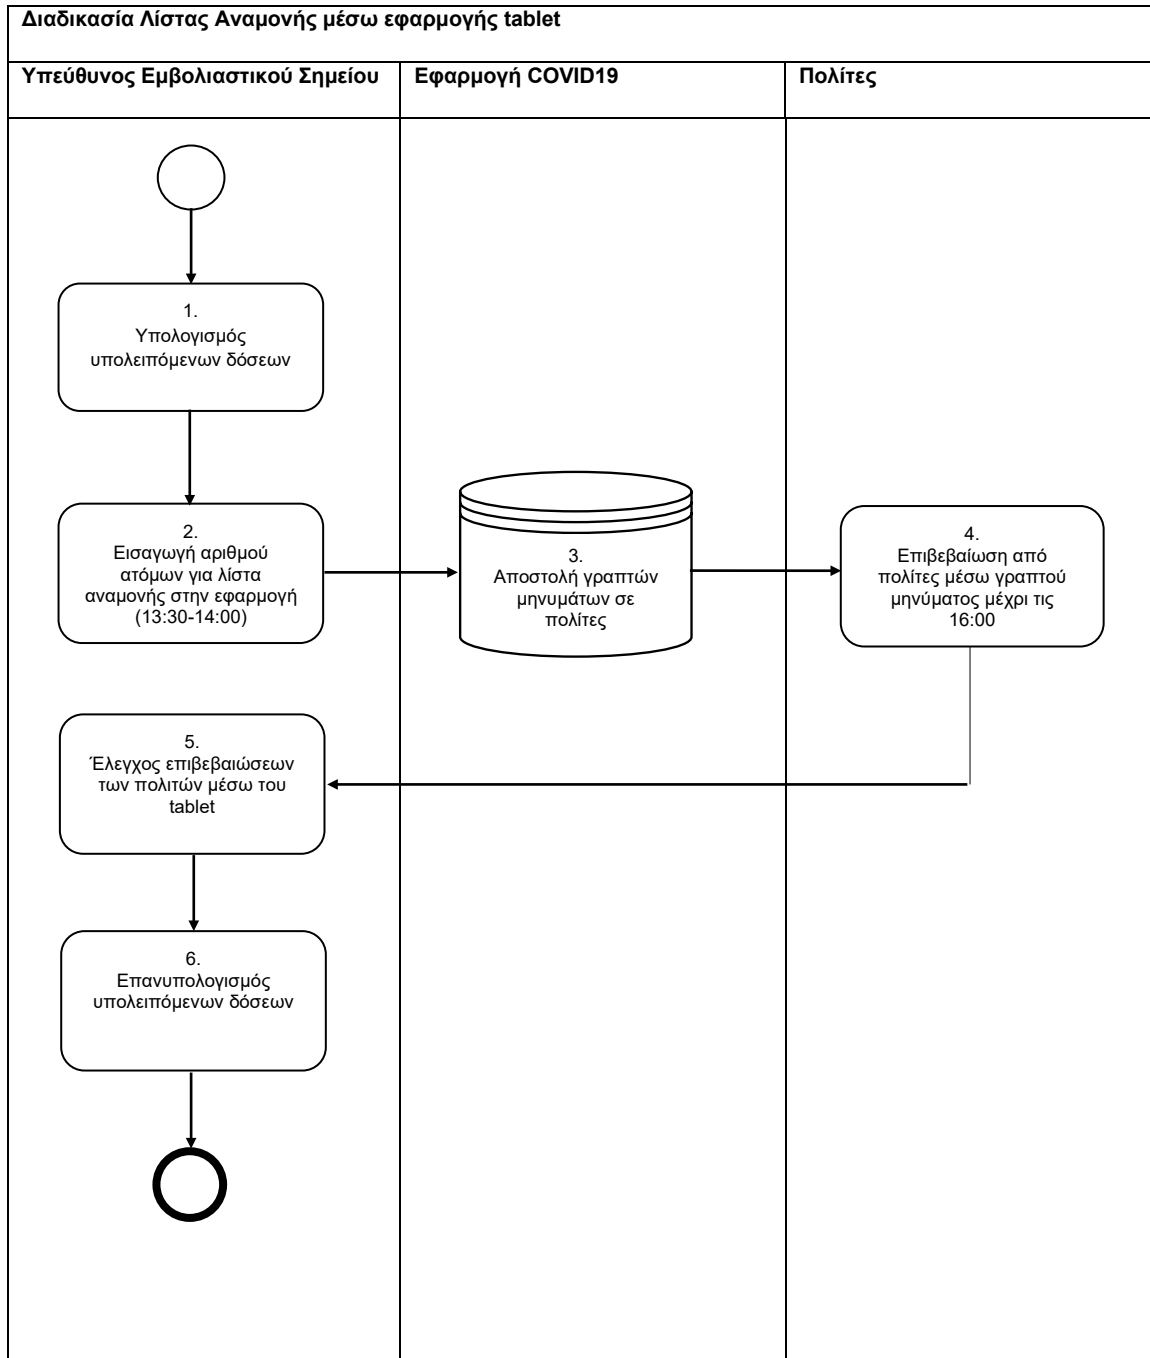 Διαδικασία Λίστας Αναμονής μέσω εφαρμογής tablet
Υπεύθυνος Εμβολιαστικού Σημείου
Εφαρμογή COVID19
Πολίτες
1.
Υπολογισμός
υπολειπόμενων δόσεων
2.
Εισαγωγή αριθμού
ατόμων για λίστα
αναμονής στην εφαρμογή
(13:30-14:00)
3.
Αποστολή γραπτών
μηνυμάτων σε
πολίτες
4.
Επιβεβαίωση από
πολίτες μέσω γραπτού
μηνύματος μέχρι τις
16:00
5.
Έλεγχος επιβεβαιώσεων
των πολιτών μέσω του
tablet
6.
Επανυπολογισμός
υπολειπόμενων δόσεων